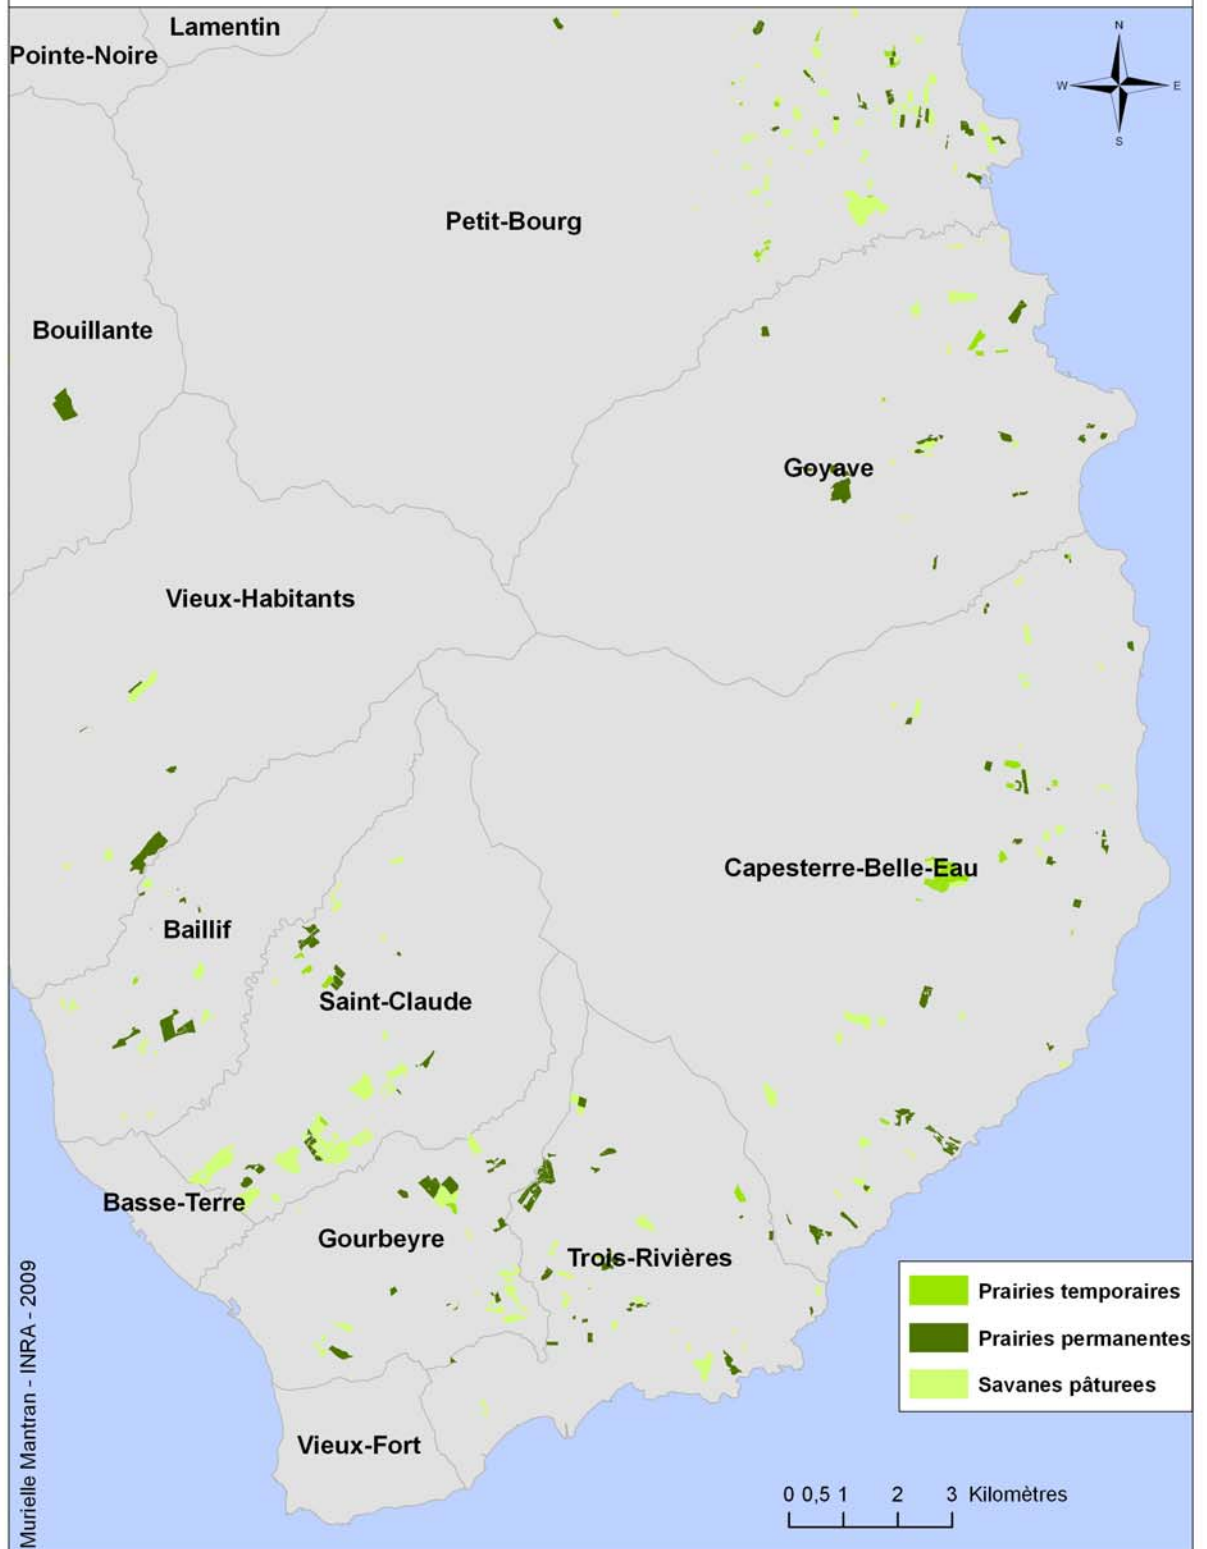 Lamentin
Pointe-Noire
N
W E
S
Petit-Bourg
Bouillante
Goyave
Vieux-Habitants
Capesterre-Belle-Eau
Baillif
Saint-Claude
Basse-Terre
Gourbeyre
Trois-Rivières
Prairies temporaires
Prairies permanentes
Savanes pâturees
Vieux-Fort
0 0,5 1 2 3 Kilomètres
Murielle Mantran - INRA - 2009